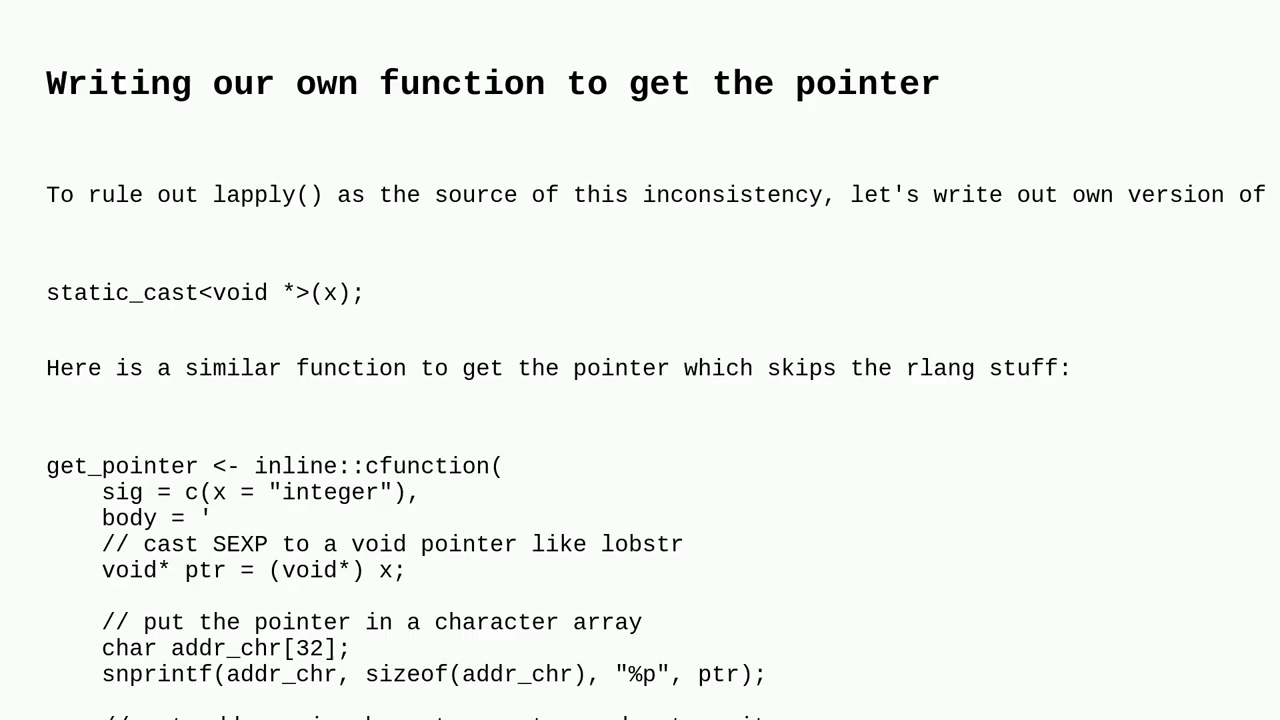 Writing our own function to get the pointer
To rule out lapply() as the source of this inconsistency, let's write out own version of
static_cast<void *>(x);
Here is a similar function to get the pointer which skips the rlang stuff:
get_pointer <- inline::cfunction(
    sig = c(x = "integer"),
    body = '
    // cast SEXP to a void pointer like lobstr
    void* ptr = (void*) x;
    // put the pointer in a character array
    char addr_chr[32];
    snprintf(addr_chr, sizeof(addr_chr), "%p", ptr);